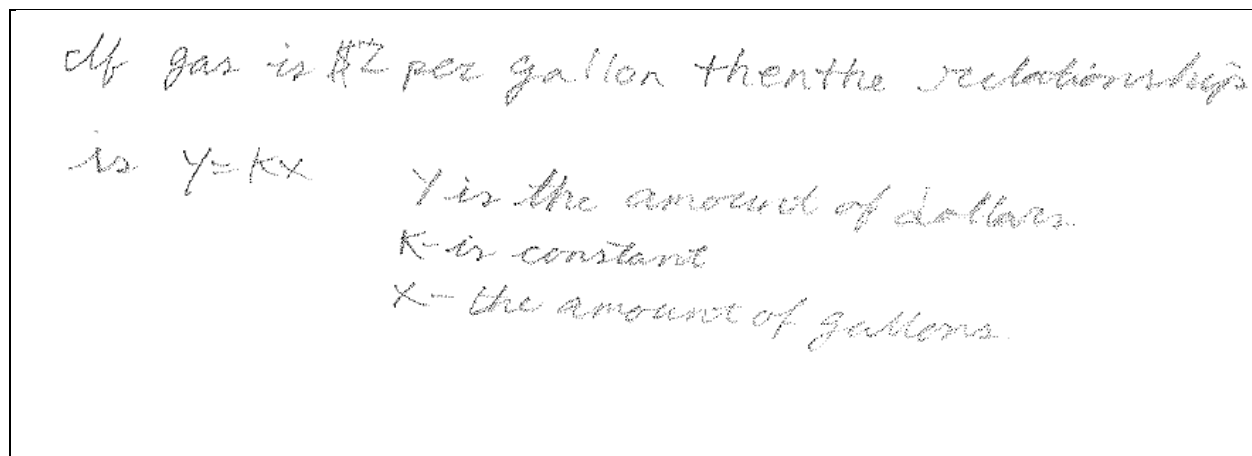 If gas is $2 per gallon then the relationship
is y = kx
y is the amount of dollars.
K - is constant
x - the amount of gallons